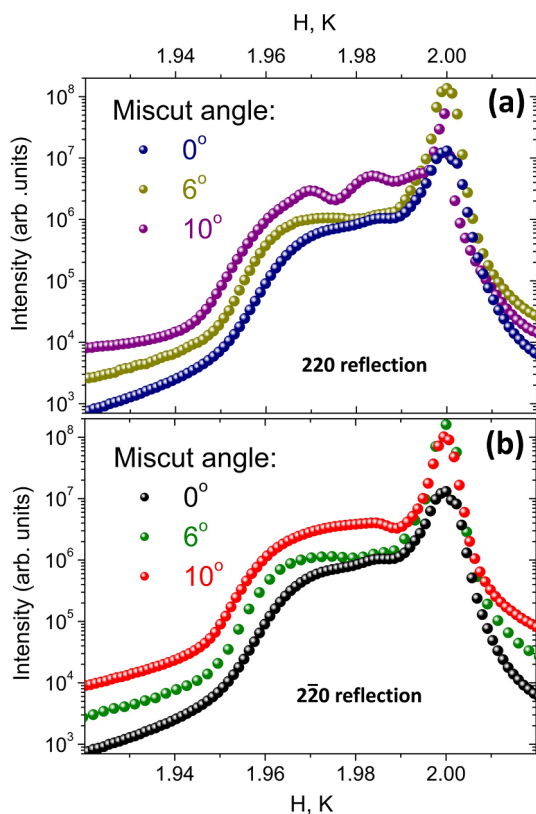 H, K
1.94 1.96 1.98 2.00
(a)
Miscut angle:
0°
6°
10°
Intensity (arb .units)
10⁸
10⁷
10⁶
10⁵
10⁴
10³
220 reflection
(b)
Miscut angle:
0°
6°
10°
Intensity (arb. units)
10⁸
10⁷
10⁶
10⁵
10⁴
10³
22̄0 reflection
1.94 1.96 1.98 2.00
H, K